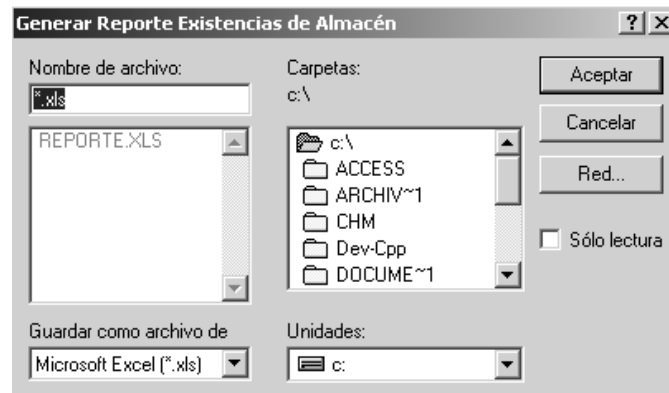 Generar Reporte Existencias de Almacén
Nombre de archivo:
*.xls
REPORTE.XLS
Guardar como archivo de
Microsoft Excel (*.xls)
Carpetas:
c:\
c:\
ACCESS
ARCHIV~1
CHM
Dev-Cpp
DOCUME~1
Unidades:
c:
Aceptar
Cancelar
Red...
Sólo lectura